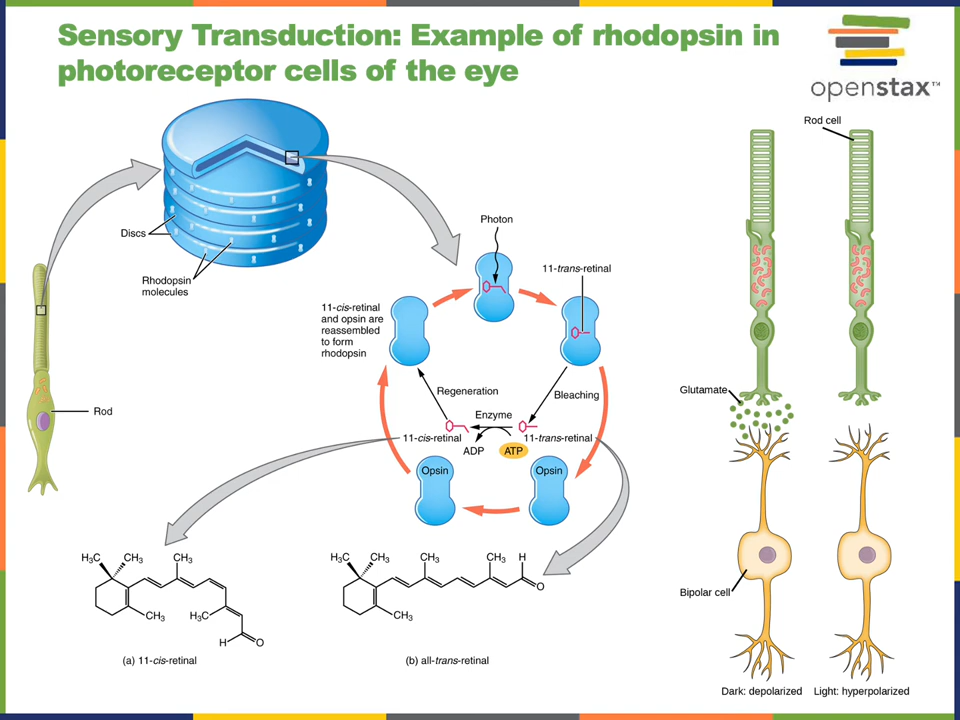 Sensory Transduction: Example of rhodopsin in
photoreceptor cells of the eye
openstax™
Rod cell
Discs
Rhodopsin
molecules
Rod
Photon
11-trans-retinal
11-cis-retinal
and opsin are
reassembled
to form
rhodopsin
Regeneration
Bleaching
Enzyme
11-cis-retinal
11-trans-retinal
ADP
ATP
Opsin
Opsin
Glutamate
Bipolar cell
H₃C
CH₃
CH₃
CH₃
H₃C
H
O
(a) 11-cis-retinal
H₃C
CH₃
CH₃
CH₃
H
O
CH₃
(b) all-trans-retinal
Dark: depolarized
Light: hyperpolarized